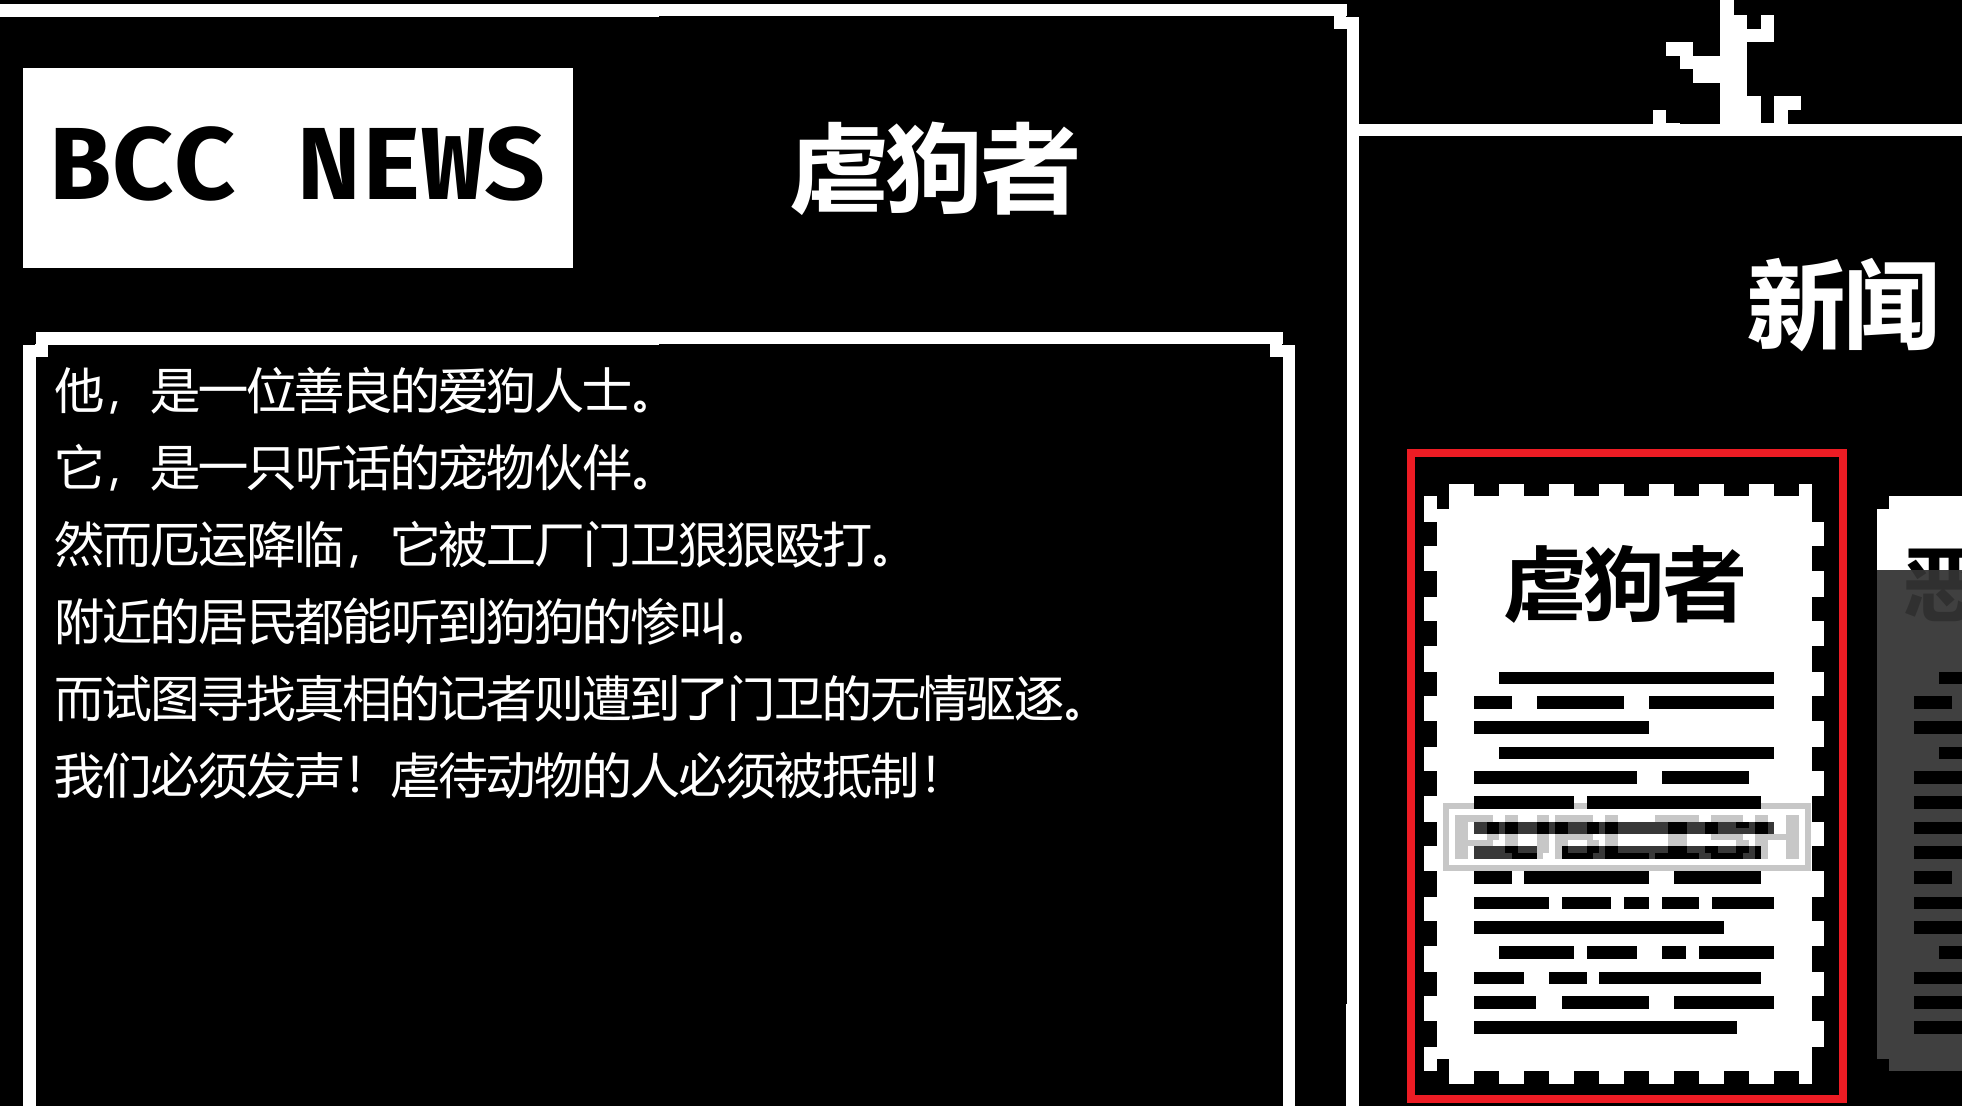 BCC NEWS
虐狗者
他，是一位善良的爱狗人士。
它，是一只听话的宠物伙伴。
然而厄运降临，它被工厂门卫狠狠殴打。
附近的居民都能听到狗狗的惨叫。
而试图寻找真相的记者则遭到了门卫的无情驱逐。
我们必须发声！虐待动物的人必须被抵制！
新闻
虐狗者
PUBLISH